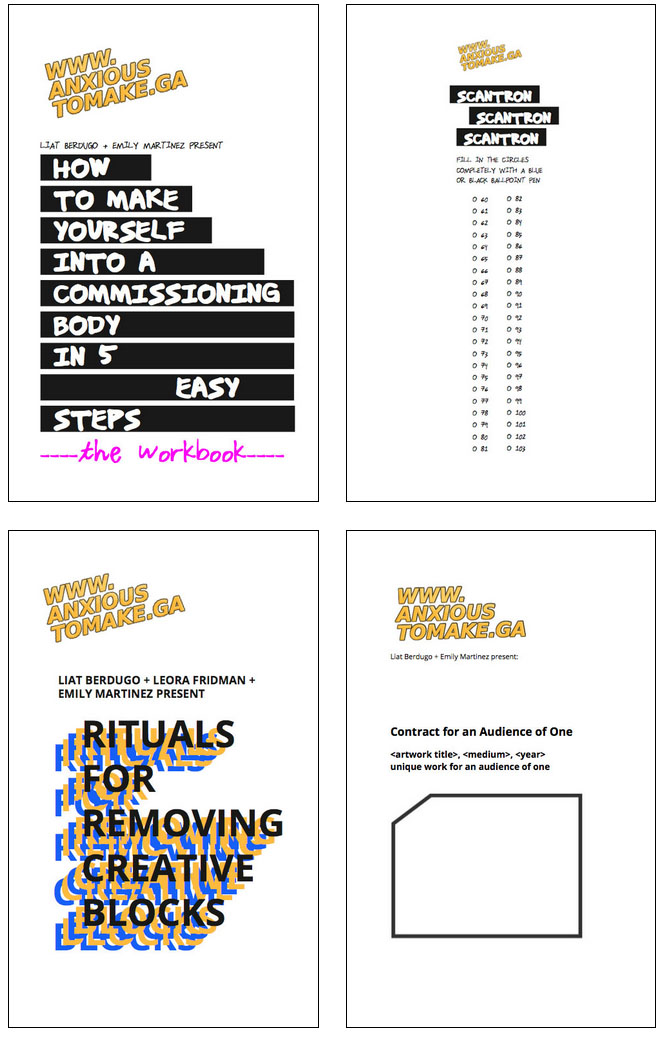 WWW.
ANXIOUS
TOMAKE.GA
LIAT BERDUGO + EMILY MARTINEZ PRESENT
HOW
TO MAKE
YOURSELF
INTO A
COMMISSIONING
BODY
IN 5
EASY
STEPS
----the workbook----
WWW.
ANXIOUS
TOMAKE.GA
SCANTRON
SCANTRON
SCANTRON
FILL IN THE CIRCLES
COMPLETELY WITH A BLUE
OR BLACK BALLPOINT PEN
O 60 O 82
O 61 O 83
O 62 O 84
O 63 O 85
O 64 O 86
O 65 O 87
O 66 O 88
O 67 O 89
O 68 O 90
O 69 O 91
O 70 O 92
O 71 O 93
O 72 O 94
O 73 O 95
O 74 O 96
O 75 O 97
O 76 O 98
O 77 O 99
O 78 O 100
O 79 O 101
O 80 O 102
O 81 O 103
WWW.
ANXIOUS
TOMAKE.GA
LIAT BERDUGO + LEORA FRIDMAN +
EMILY MARTINEZ PRESENT
RITUALS
FOR
REMOVING
CREATIVE
BLOCKS
WWW.
ANXIOUS
TOMAKE.GA
Liat Berdugo + Emily Martinez present:
Contract for an Audience of One
<artwork title>, <medium>, <year>
unique work for an audience of one